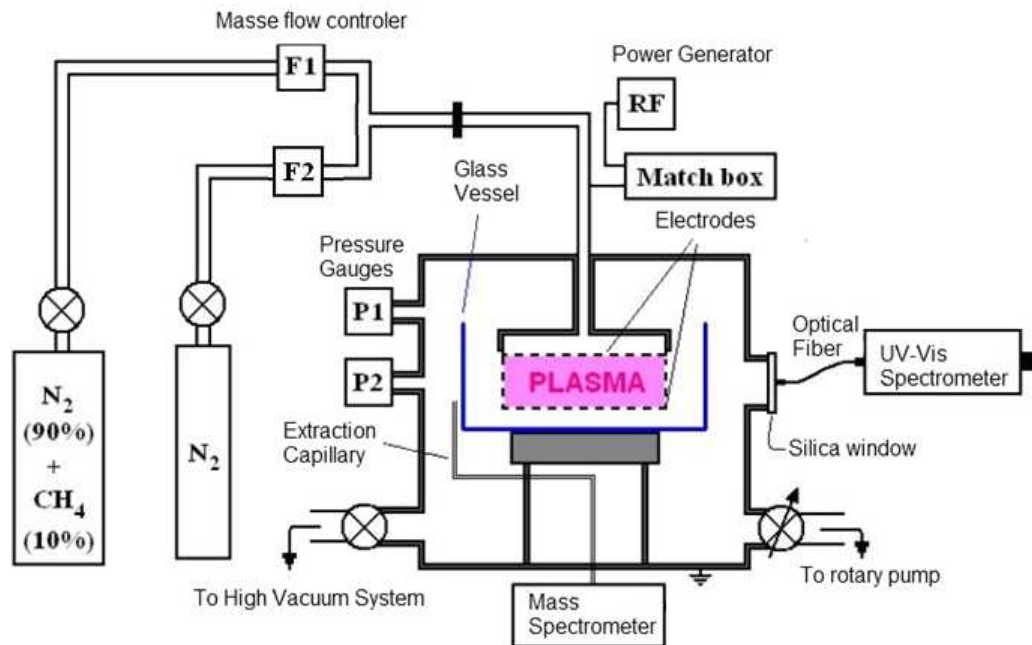 Masse flow controler
F1
Power Generator
RF
F2
Glass
Vessel
Match box
Electrodes
Pressure
Gauges
P1
Optical
Fiber
UV-Vis
Spectrometer
P2
PLASMA
N2
(90%)
+
CH4
(10%)
N2
Extraction
Capillary
Silica window
To High Vacuum System
To rotary pump
Mass
Spectrometer